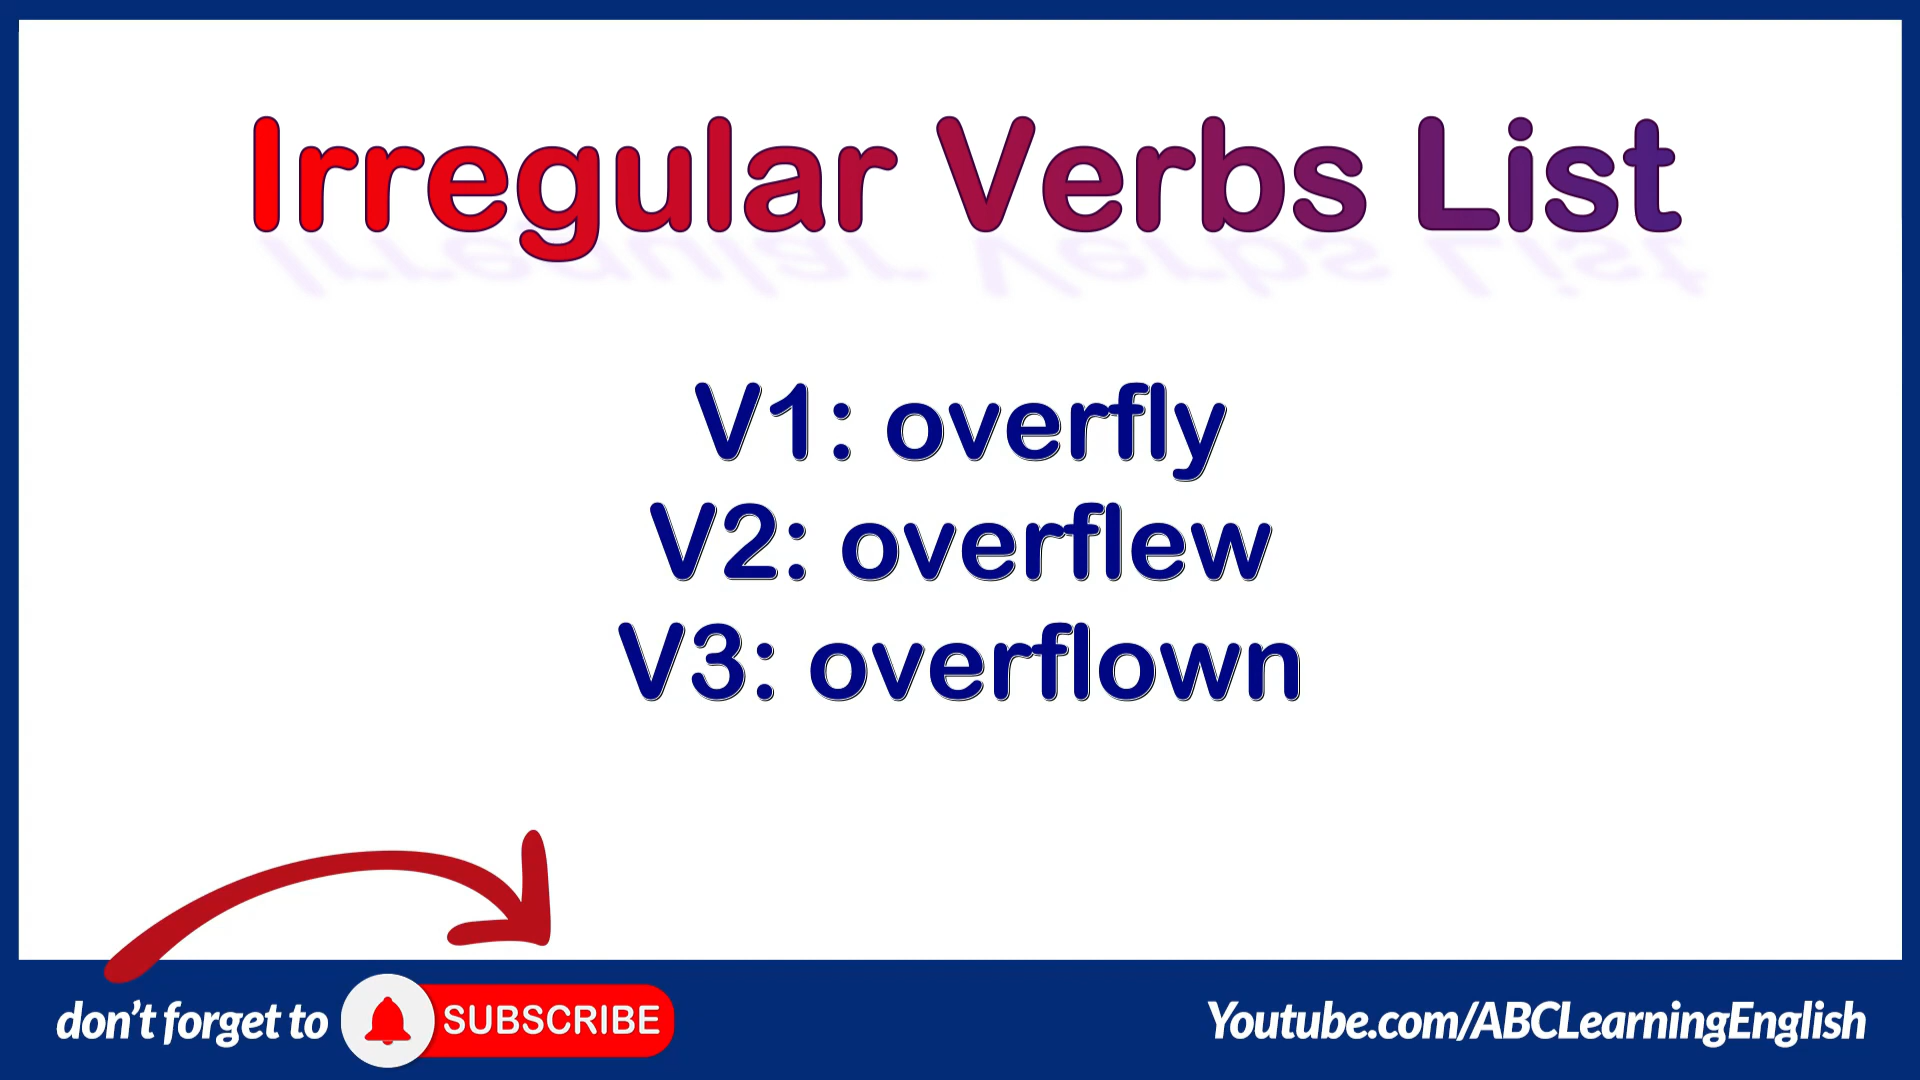 Irregular Verbs List
V1: overfly
V2: overflew
V3: overflown
don't forget to SUBSCRIBE
Youtube.com/ABCLearningEnglish